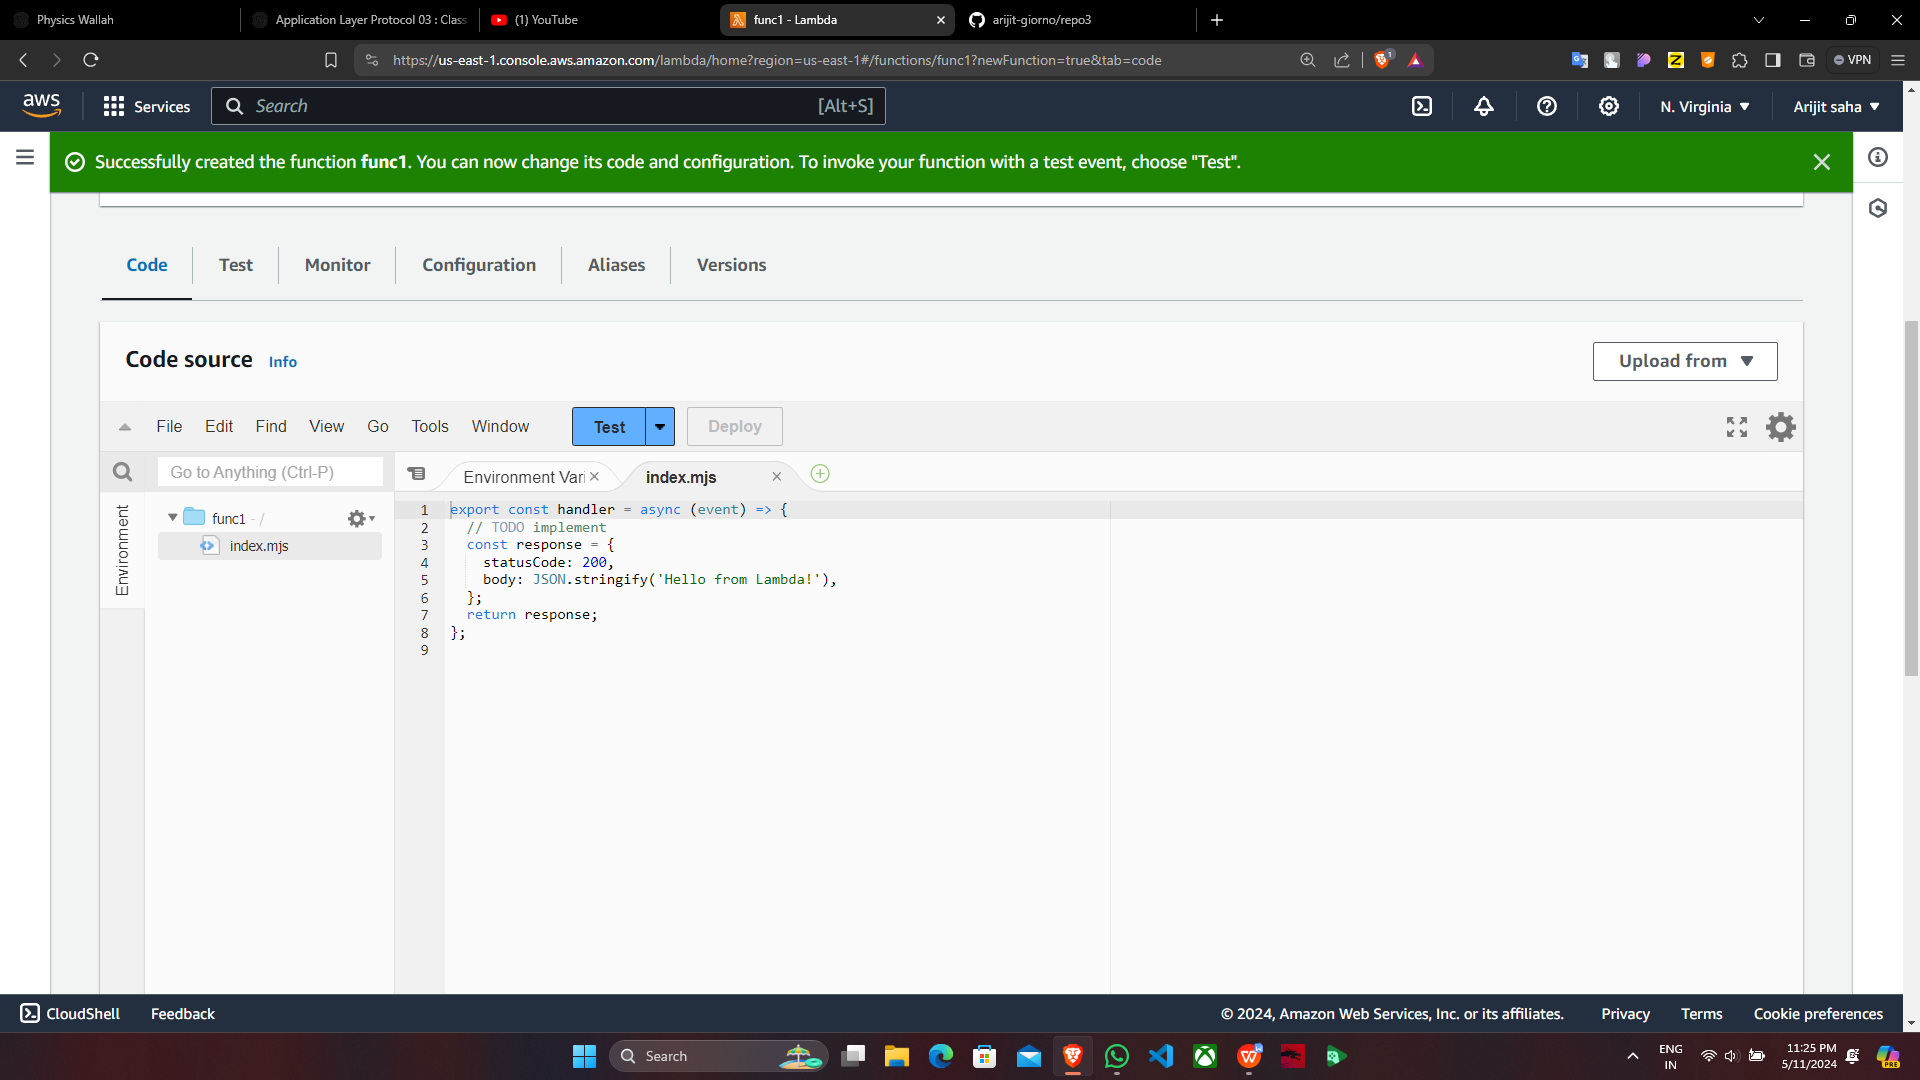 Physics Wallah
Application Layer Protocol 03 : Class
(1) YouTube
func1 - Lambda
arijit-giorno/repo3
https://us-east-1.console.aws.amazon.com/lambda/home?region=us-east-1#/functions/func1?newFunction=true&tab=code
1
VPN
aws
Services
Search
[Alt+S]
N. Virginia
Arijit saha
Successfully created the function func1. You can now change its code and configuration. To invoke your function with a test event, choose "Test".
Code
Test
Monitor
Configuration
Aliases
Versions
Code source
Info
Upload from
File
Edit
Find
View
Go
Tools
Window
Test
Deploy
Go to Anything (Ctrl-P)
Environment Vari
index.mjs
Environment
func1 - /
index.mjs
1 export const handler = async (event) => {
2 // TODO implement
3 const response = {
4 statusCode: 200,
5 body: JSON.stringify('Hello from Lambda!'),
6 };
7 return response;
8 };
9
CloudShell
Feedback
© 2024, Amazon Web Services, Inc. or its affiliates.
Privacy
Terms
Cookie preferences
Search
ENG
IN
11:25 PM
5/11/2024
PRE